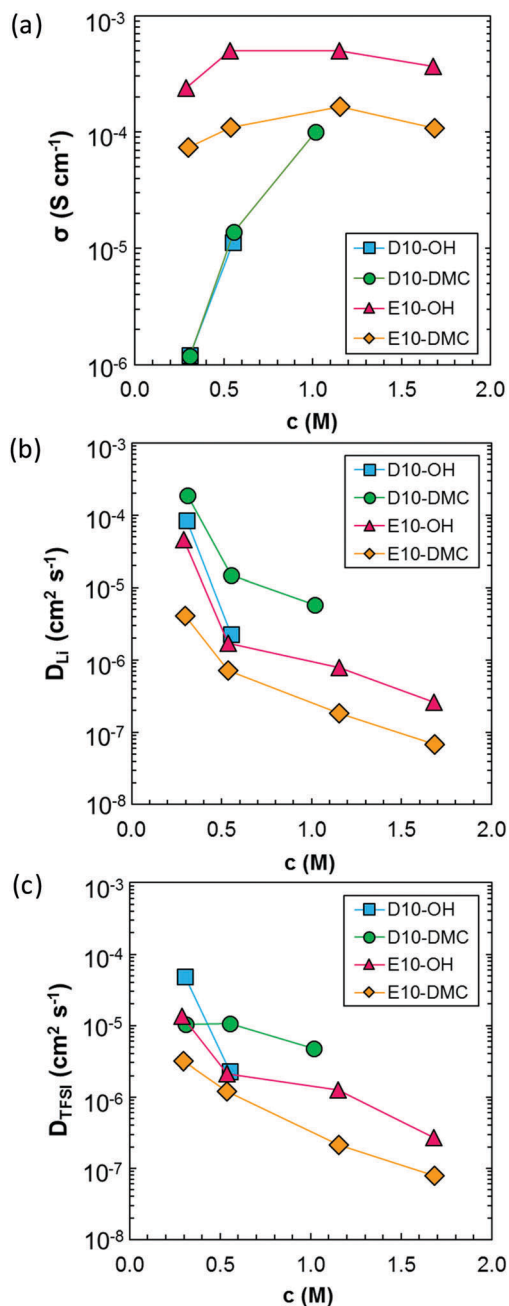 (a)
10⁻³
10⁻⁴
10⁻⁵
10⁻⁶
σ (S cm⁻¹)
D10-OH
D10-DMC
E10-OH
E10-DMC
0.0 0.5 1.0 1.5 2.0
c (M)
(b)
10⁻³
10⁻⁴
10⁻⁵
10⁻⁶
10⁻⁷
10⁻⁸
D_Li (cm² s⁻¹)
D10-OH
D10-DMC
E10-OH
E10-DMC
0.0 0.5 1.0 1.5 2.0
c (M)
(c)
10⁻³
10⁻⁴
10⁻⁵
10⁻⁶
10⁻⁷
10⁻⁸
D_TFSI (cm² s⁻¹)
D10-OH
D10-DMC
E10-OH
E10-DMC
0.0 0.5 1.0 1.5 2.0
c (M)